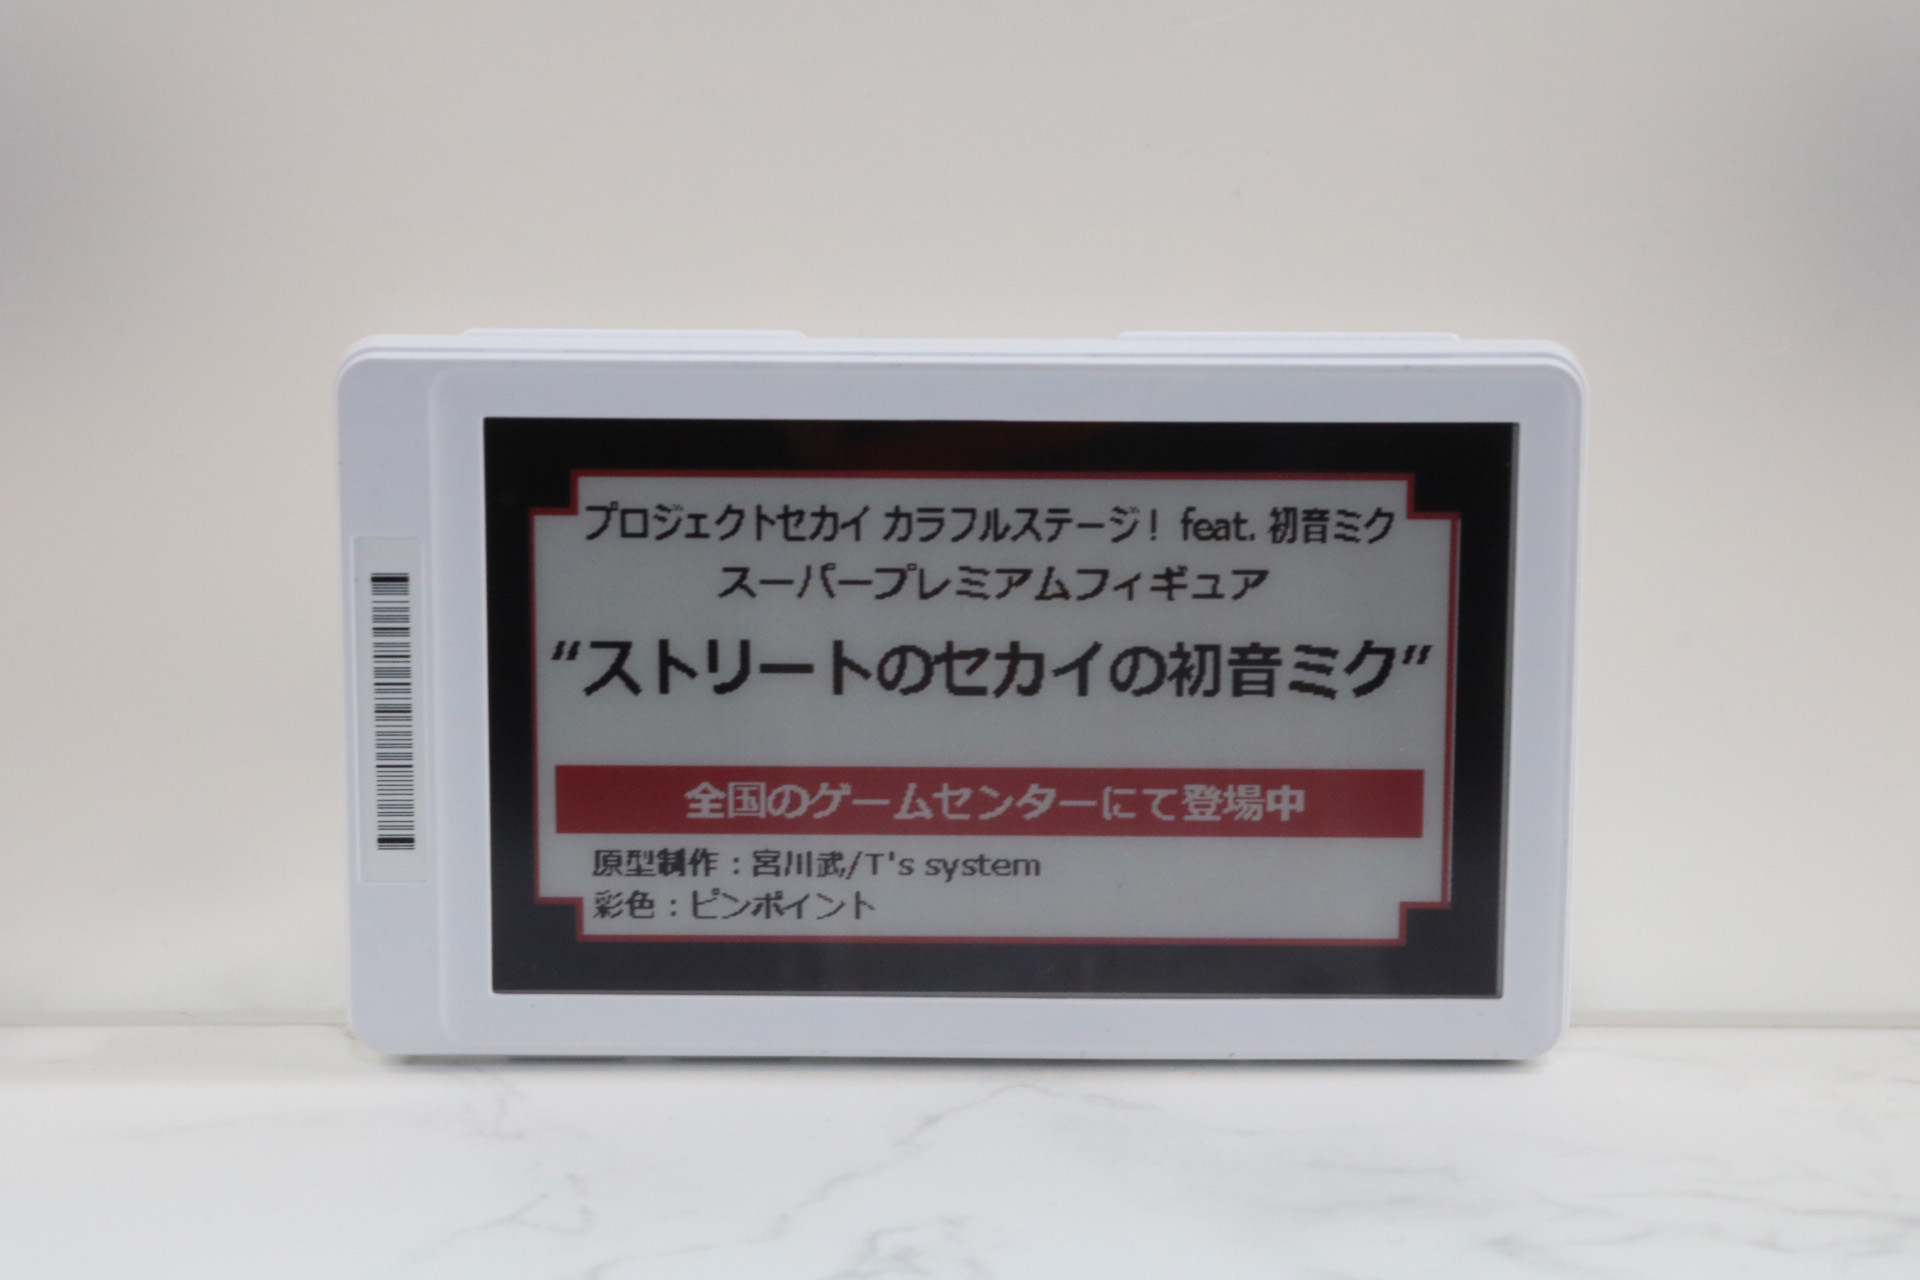 プロジェクトセカイ カラフルステージ！ feat. 初音ミク
スーパープレミアムフィギュア
“ストリートのセカイの初音ミク”
全国のゲームセンターにて登場中
原型制作：宮川武/T's system
彩色：ピンポイント